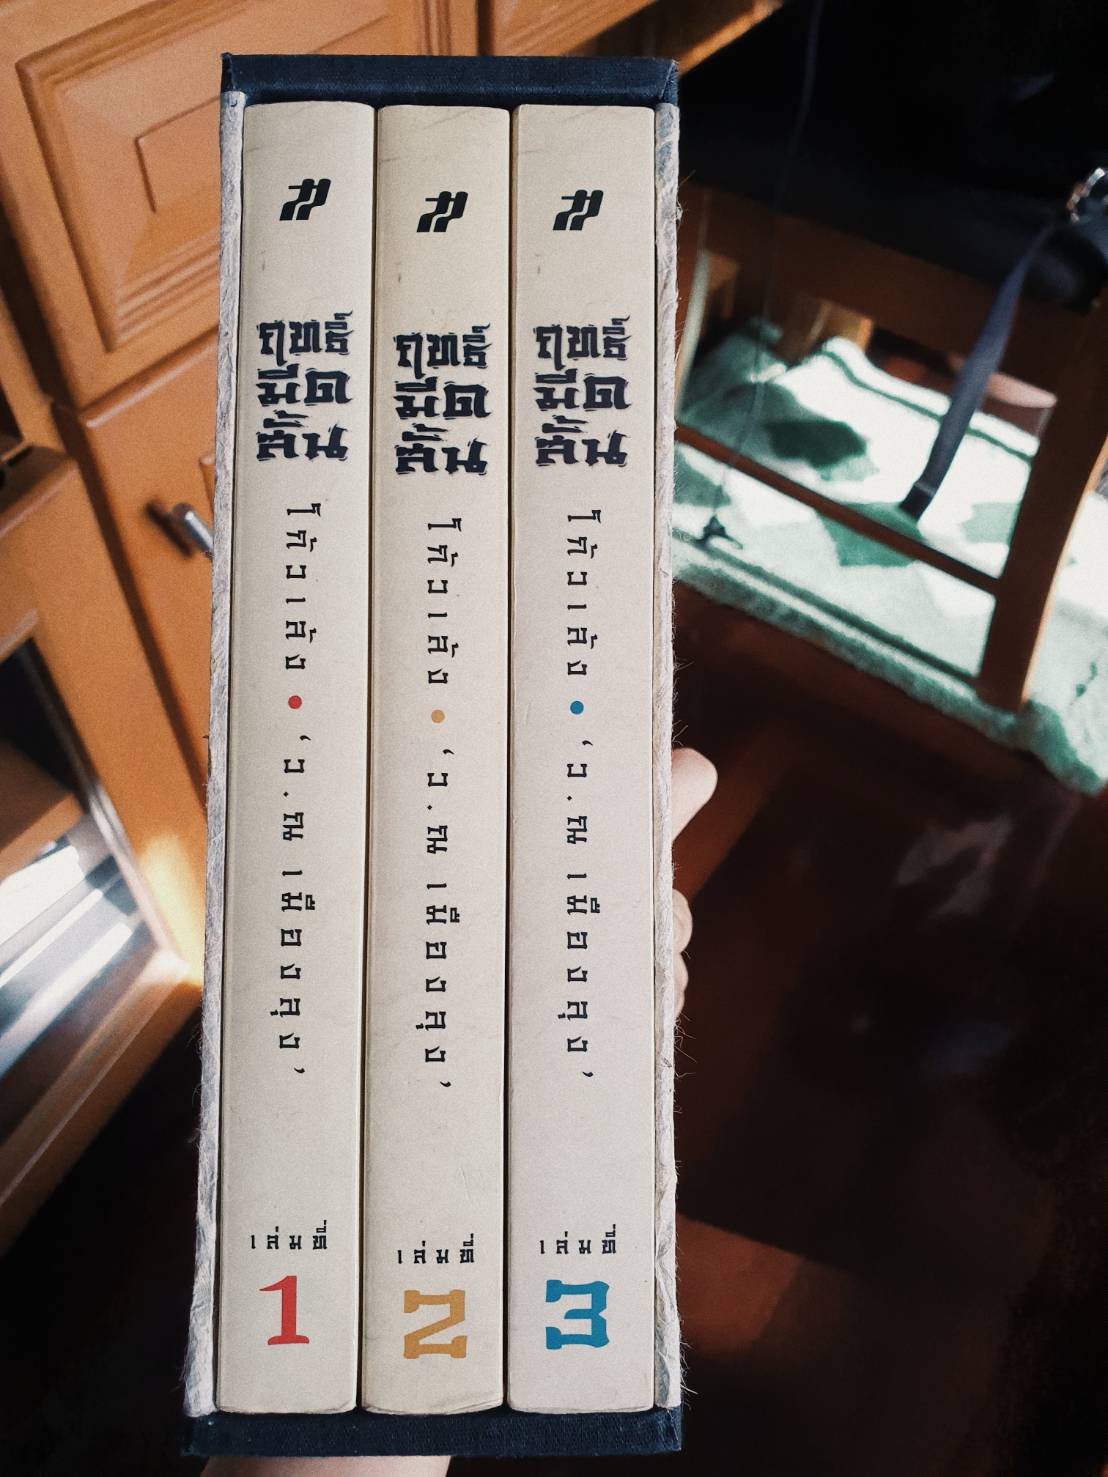 ฤทธิ์
มีด
สั้น
โก้วเล้ง • ‘ว. ณ เมืองลุง’
เล่มที่
1
ฤทธิ์
มีด
สั้น
โก้วเล้ง • ‘ว. ณ เมืองลุง’
เล่มที่
2
ฤทธิ์
มีด
สั้น
โก้วเล้ง • ‘ว. ณ เมืองลุง’
เล่มที่
3